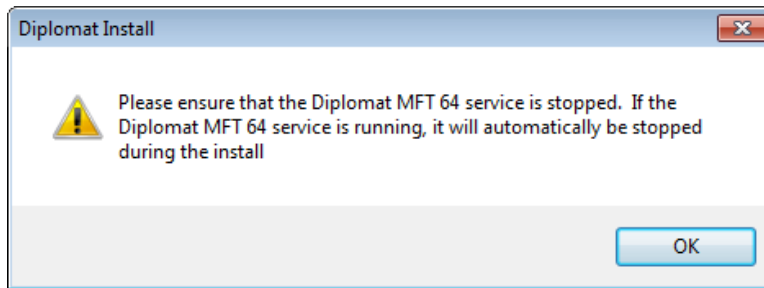 Diplomat Install
Please ensure that the Diplomat MFT 64 service is stopped.  If the
Diplomat MFT 64 service is running, it will automatically be stopped
during the install
OK